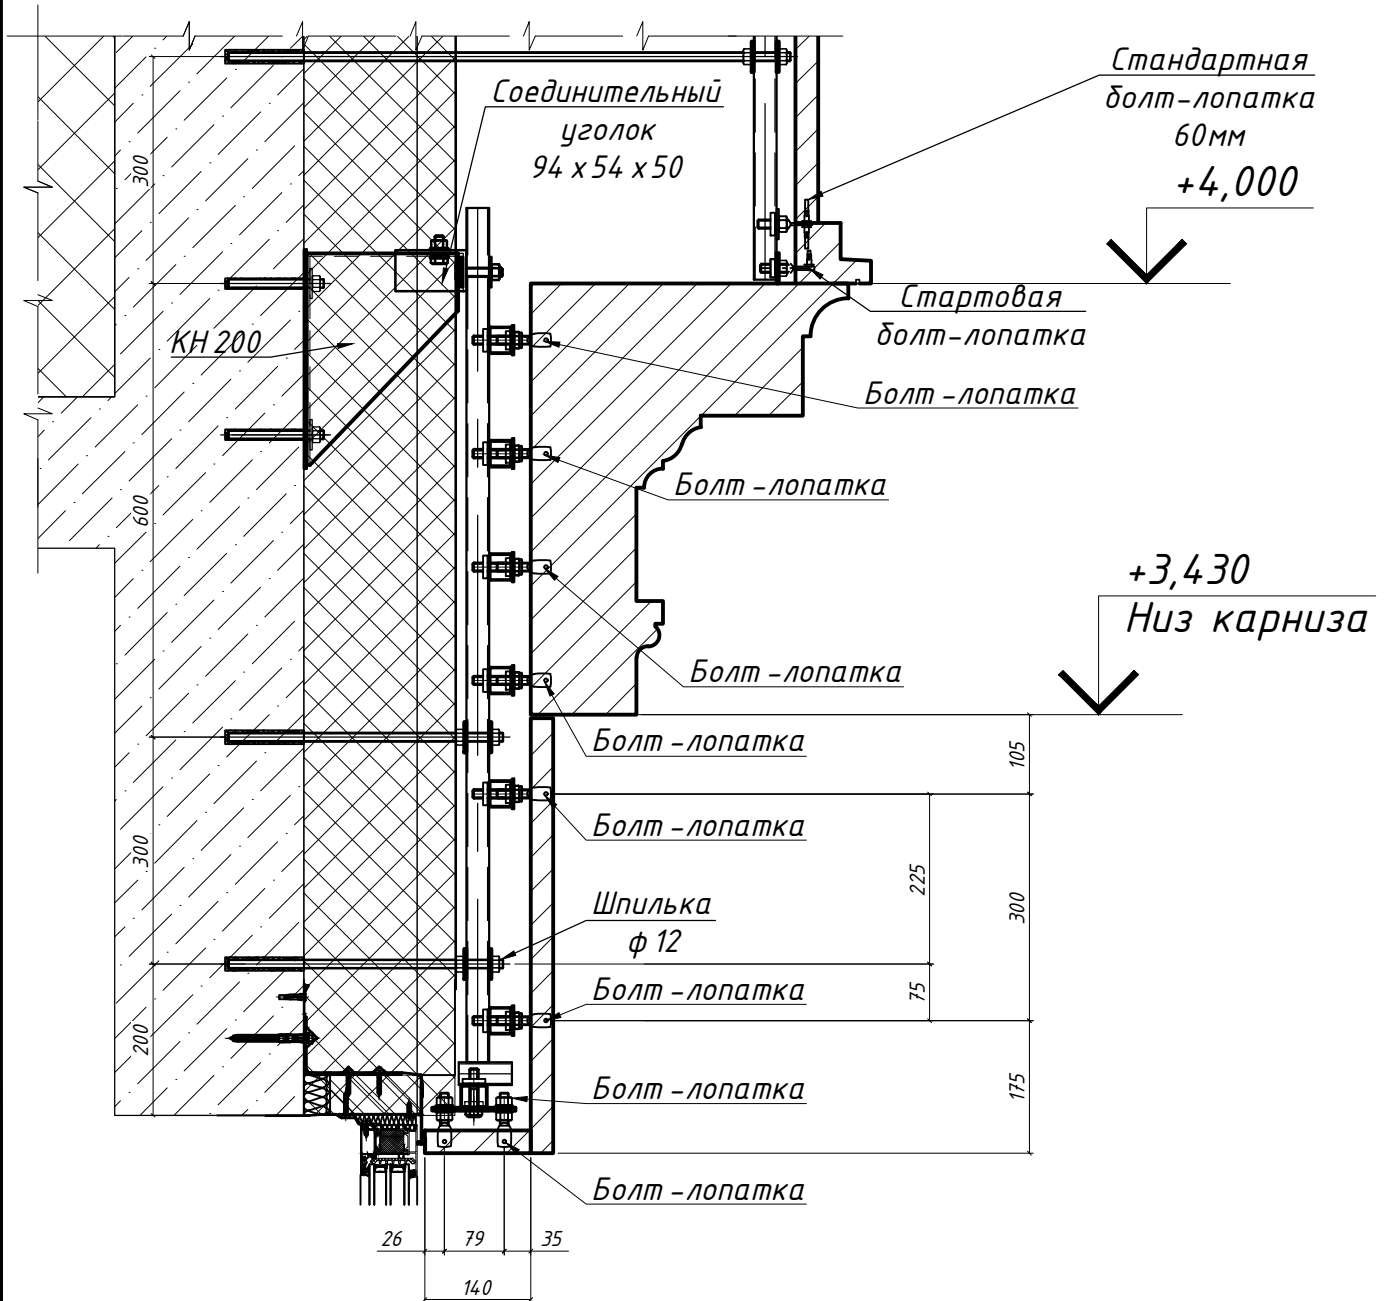 Соединительный
уголок
94 x 54 x 50
Стандартная
болт-лопатка
60мм
+4,000
300
Стартовая
болт-лопатка
КН 200
Болт -лопатка
Болт -лопатка
600
+3,430
Низ карниза
Болт -лопатка
Болт -лопатка
105
Болт -лопатка
300
225
300
Шпилька
ф 12
Болт -лопатка
75
200
Болт -лопатка
175
Болт -лопатка
26
79
35
140